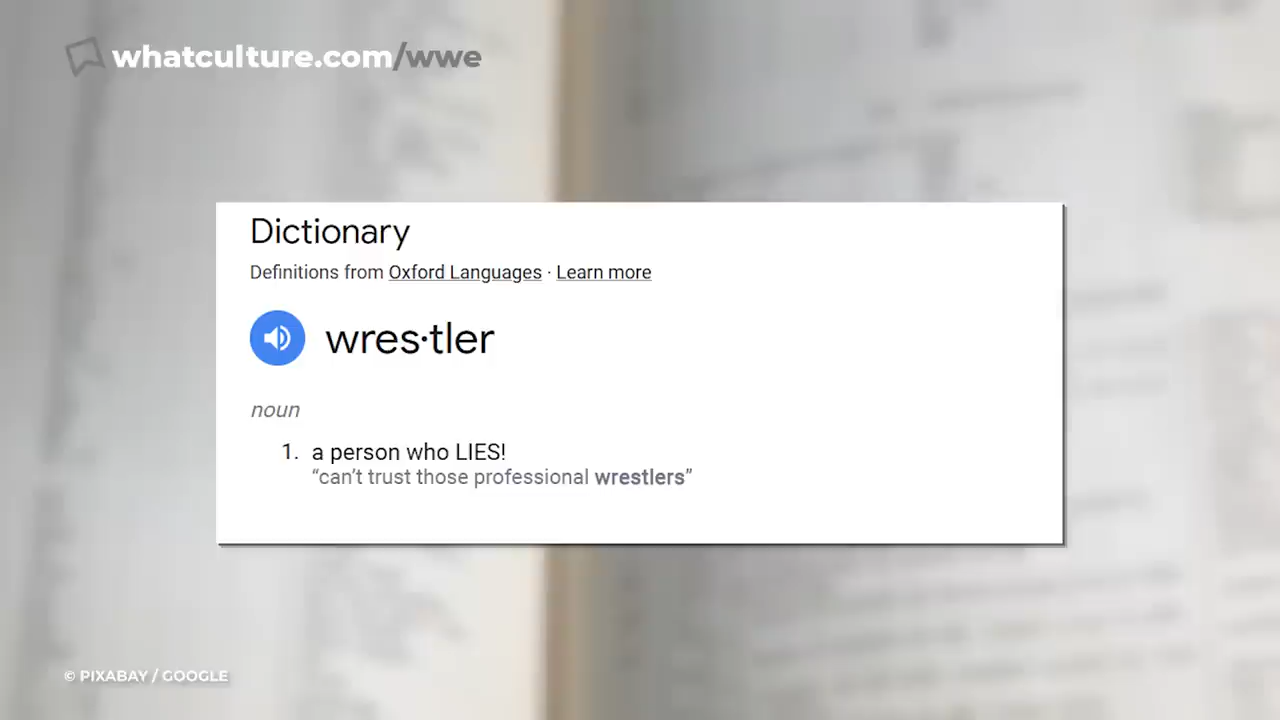 whatculture.com/wwe
Dictionary
Definitions from Oxford Languages · Learn more
wres·tler
noun
1. a person who LIES!
“can’t trust those professional wrestlers”
© PIXABAY / GOOGLE